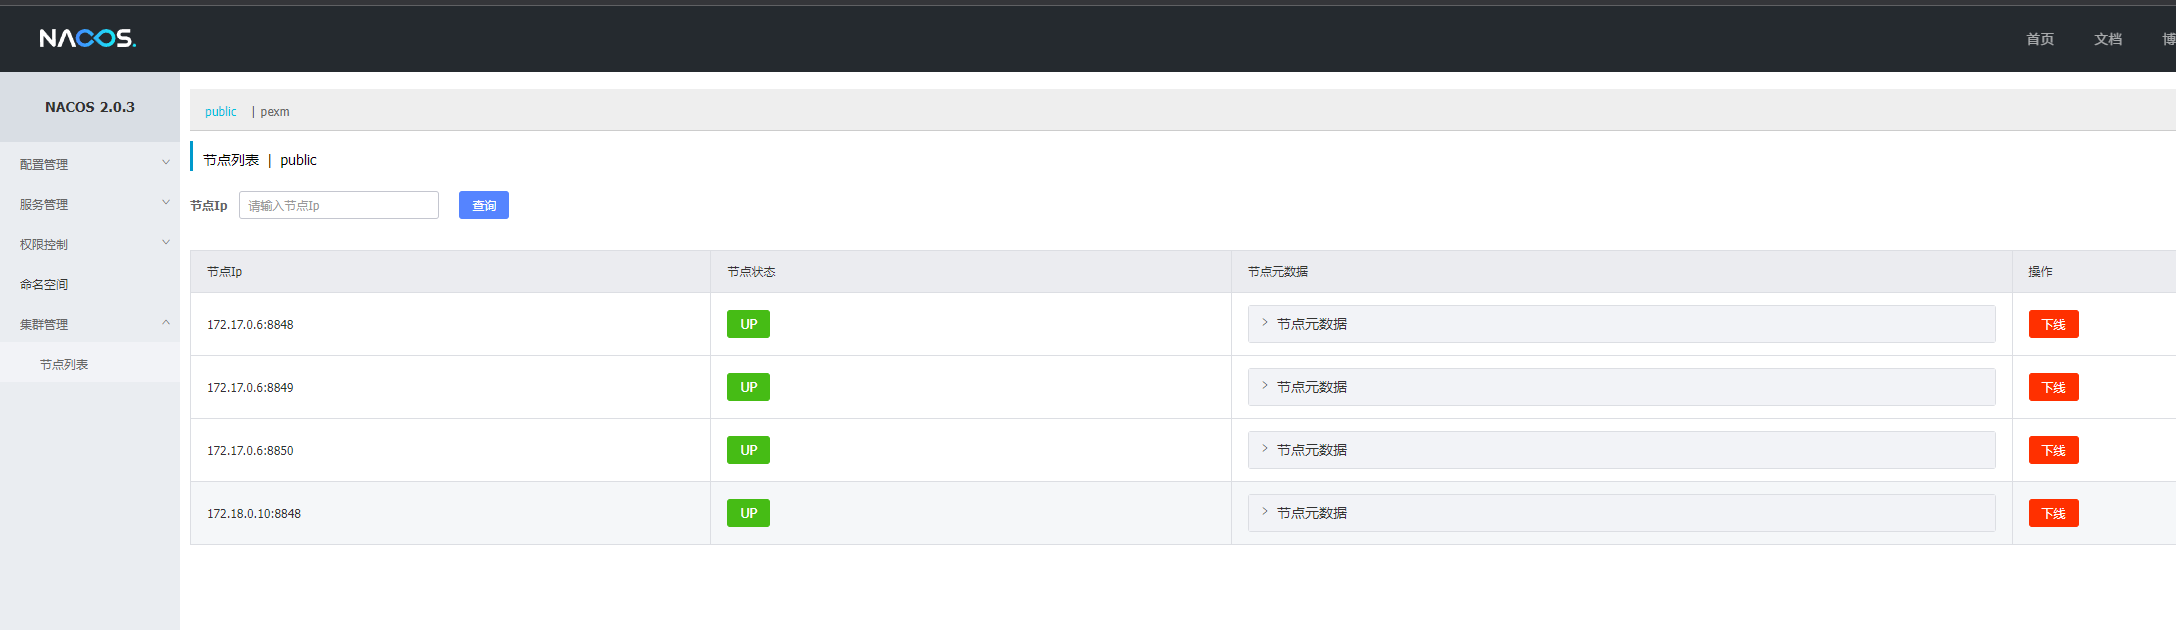 NACOS.
首页 文档 博
NACOS 2.0.3
配置管理
服务管理
权限控制
命名空间
集群管理
节点列表
public | pexm
节点列表 | public
节点Ip 请输入节点Ip 查询
节点Ip 节点状态 节点元数据 操作
172.17.0.6:8848 UP 节点元数据 下线
172.17.0.6:8849 UP 节点元数据 下线
172.17.0.6:8850 UP 节点元数据 下线
172.18.0.10:8848 UP 节点元数据 下线